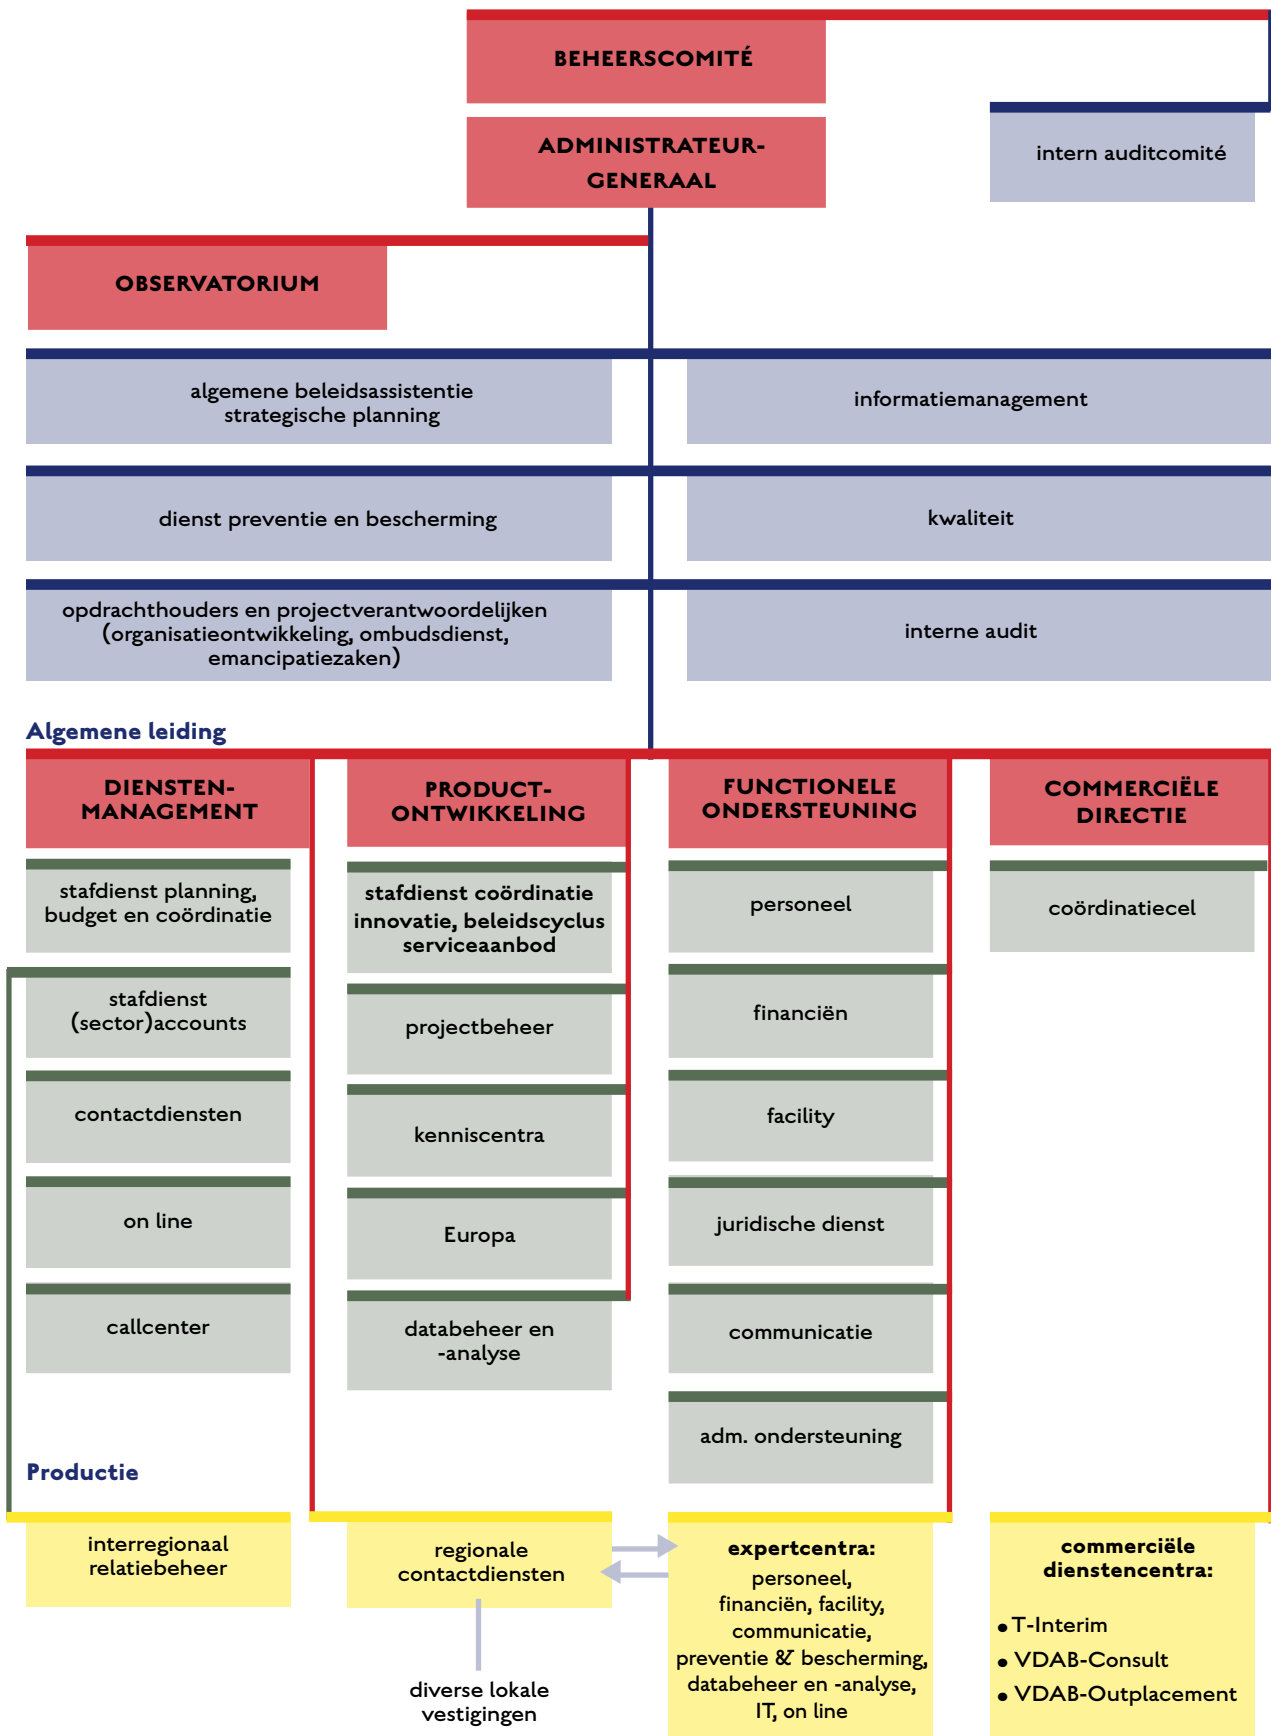 BEHEERSCOMITÉ
ADMINISTRATEUR-
GENERAAL
intern auditcomité
OBSERVATORIUM
algemene beleidsassistentie
strategische planning
informatiemanagement
dienst preventie en bescherming
kwaliteit
opdrachthouders en projectverantwoordelijken
(organisatieontwikkeling, ombudsdienst,
emancipatiezaken)
interne audit
Algemene leiding
DIENSTEN-
MANAGEMENT
stafdienst planning,
budget en coördinatie
stafdienst
(sector)accounts
contactdiensten
on line
callcenter
PRODUCT-
ONTWIKKELING
stafdienst coördinatie
innovatie, beleidscyclus
serviceaanbod
projectbeheer
kenniscentra
Europa
databeheer en
-analyse
FUNCTIONELE
ONDERSTEUNING
personeel
financiën
facility
juridische dienst
communicatie
adm. ondersteuning
COMMERCIËLE
DIRECTIE
coördinatiecel
Productie
interregionaal
relatiebeheer
regionale
contactdiensten
diverse lokale
vestigingen
expertcentra:
personeel,
financiën, facility,
communicatie,
preventie & bescherming,
databeheer en -analyse,
IT, on line
commerciële
dienstencentra:
• T-Interim
• VDAB-Consult
• VDAB-Outplacement